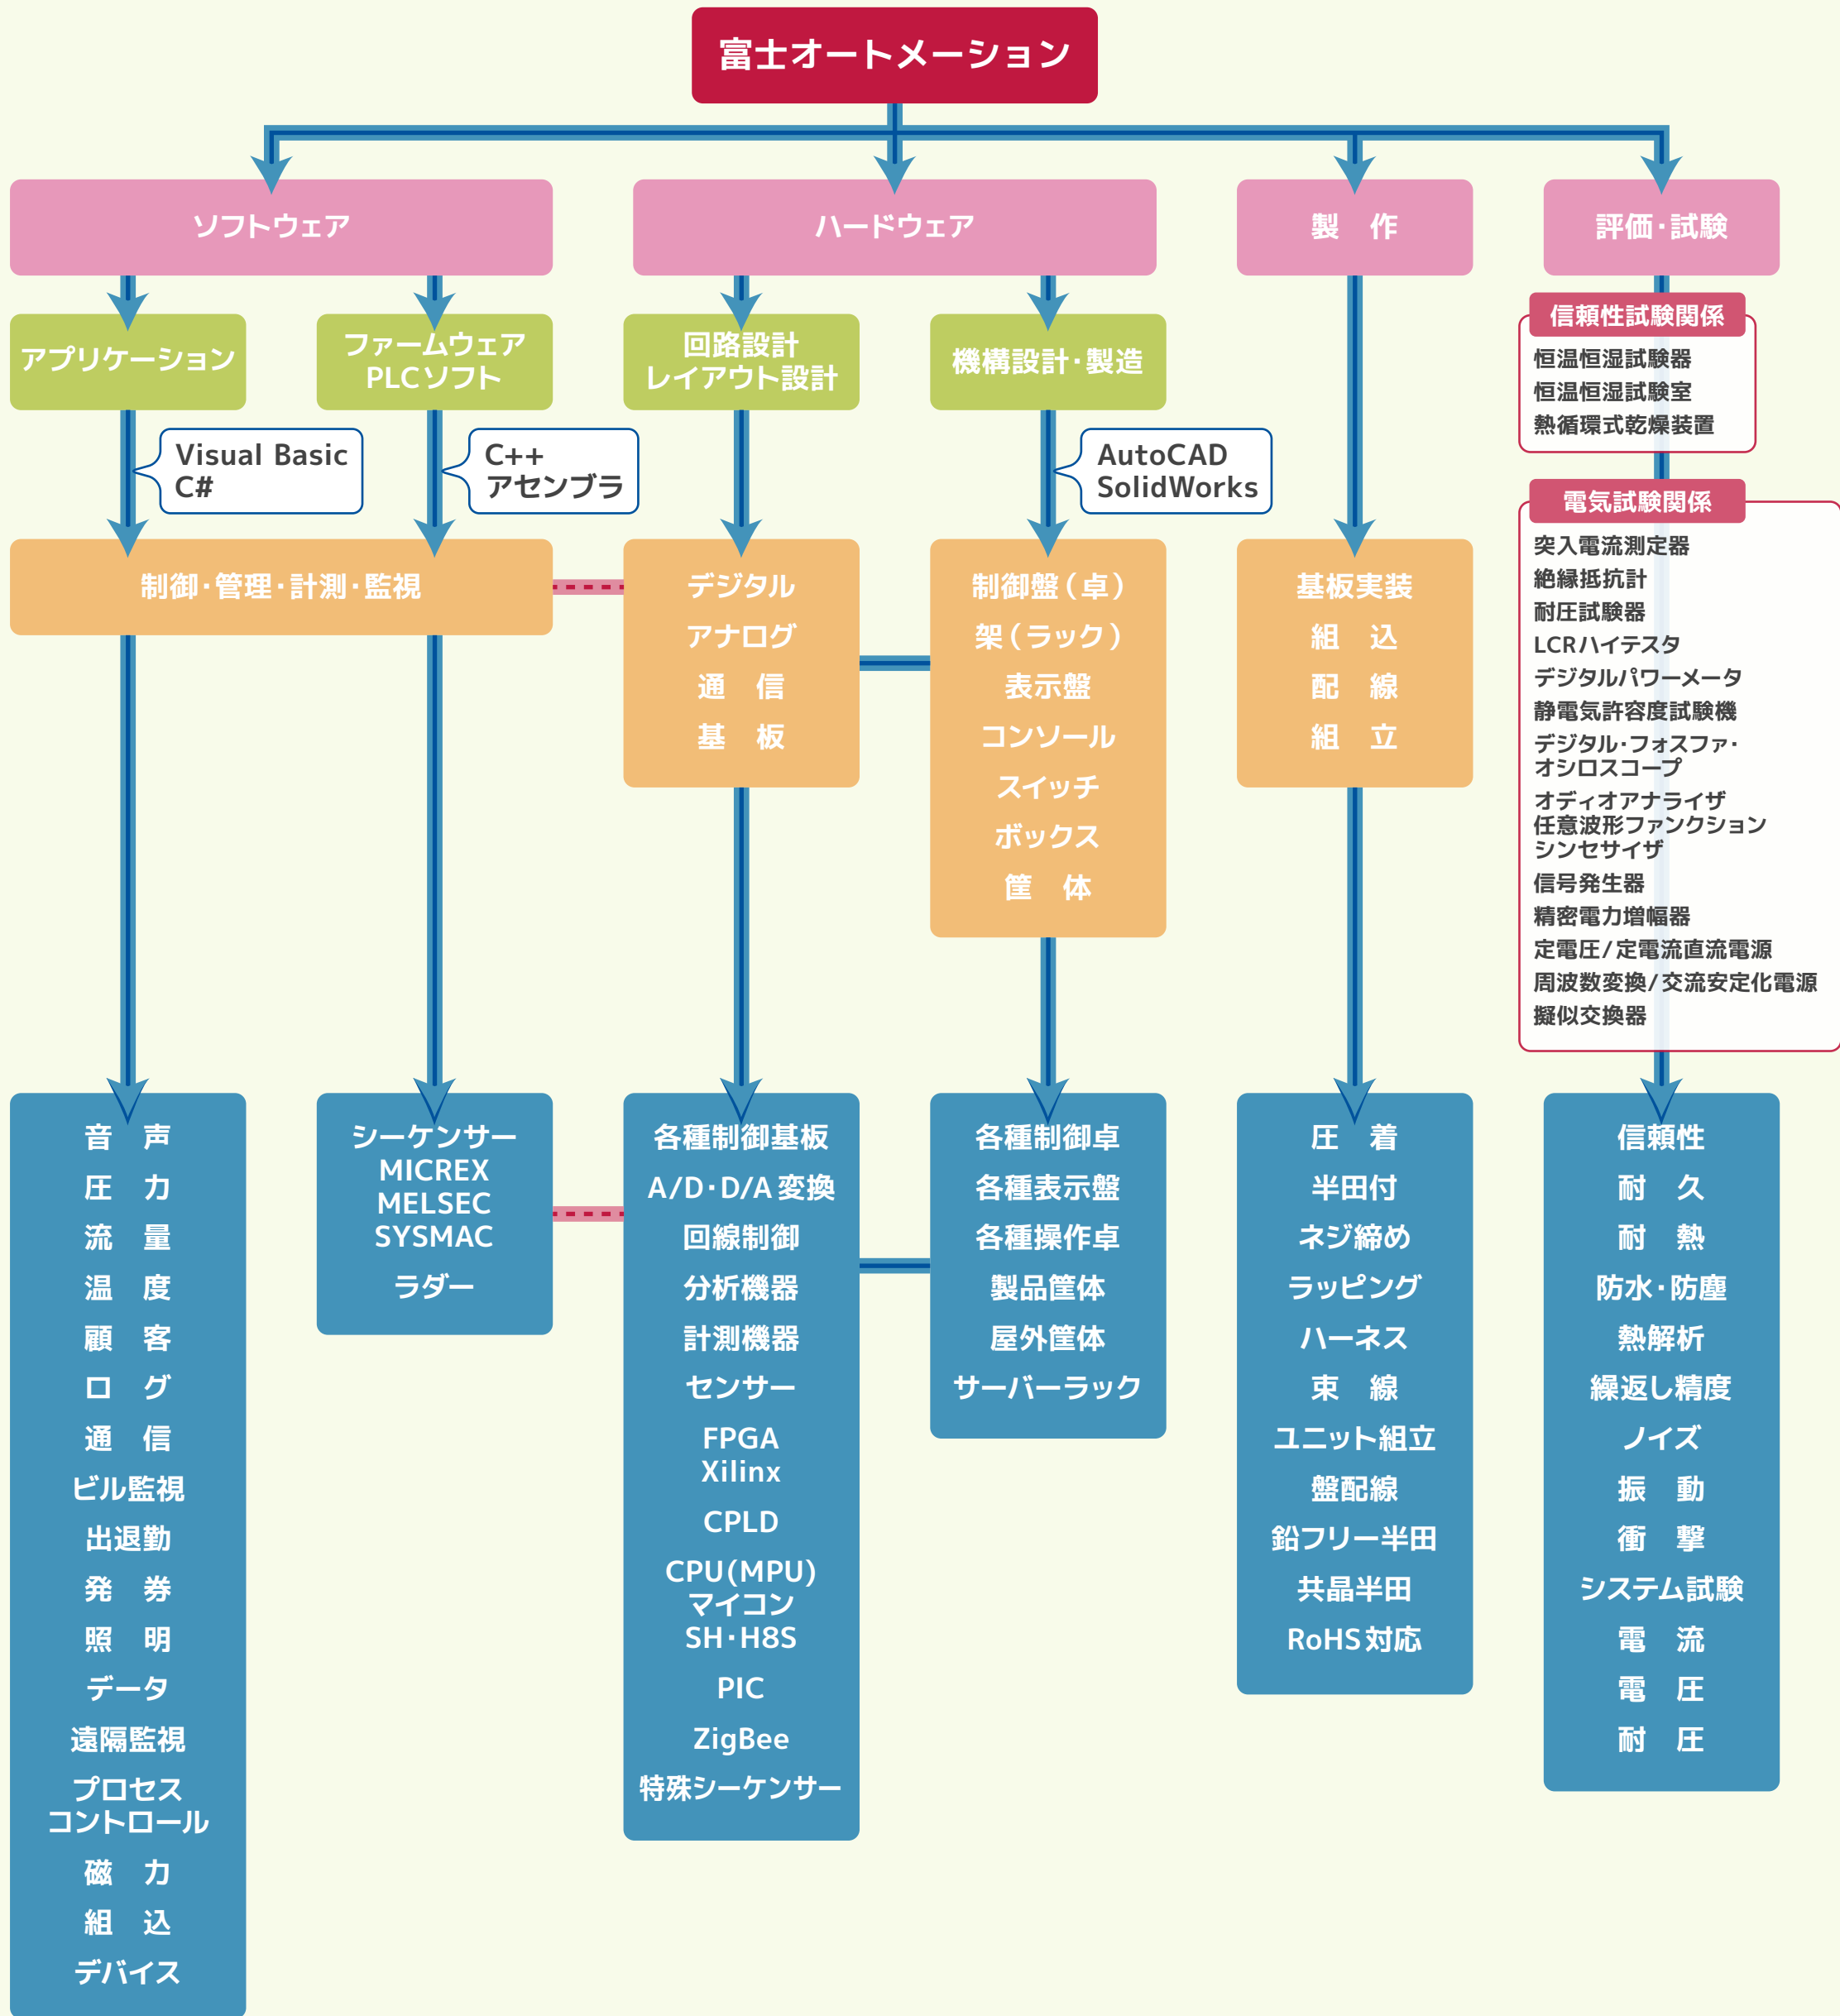 富士オートメーション
ソフトウェア
ハードウェア
製　作
評価･試験
アプリケーション
ファームウェア
PLCソフト
回路設計
レイアウト設計
機構設計･製造
信頼性試験関係
恒温恒湿試験器
恒温恒湿試験室
熱循環式乾燥装置
Visual Basic
C#
C++
アセンブラ
AutoCAD
SolidWorks
電気試験関係
突入電流測定器
絶縁抵抗計
耐圧試験器
LCRハイテスタ
デジタルパワーメータ
静電気許容度試験機
デジタル･フォスファ･
オシロスコープ
オディオアナライザ
任意波形ファンクション
シンセサイザ
信号発生器
精密電力増幅器
定電圧/定電流直流電源
周波数変換/交流安定化電源
擬似交換器
制御･管理･計測･監視
デジタル
アナログ
通　信
基　板
制御盤(卓)
架(ラック)
表示盤
コンソール
スイッチ
ボックス
筐　体
基板実装
組　込
配　線
組　立
音　声
圧　力
流　量
温　度
顧　客
ロ　グ
通　信
ビル監視
出退勤
発　券
照　明
データ
遠隔監視
プロセス
コントロール
磁　力
組　込
デバイス
シーケンサー
MICREX
MELSEC
SYSMAC
ラダー
各種制御基板
A/D･D/A変換
回線制御
分析機器
計測機器
センサー
FPGA
Xilinx
CPLD
CPU(MPU)
マイコン
SH･H8S
PIC
ZigBee
特殊シーケンサー
各種制御卓
各種表示盤
各種操作卓
製品筐体
屋外筐体
サーバーラック
圧　着
半田付
ネジ締め
ラッピング
ハーネス
束　線
ユニット組立
盤配線
鉛フリー半田
共晶半田
RoHS対応
信頼性
耐　久
耐　熱
防水･防塵
熱解析
繰返し精度
ノイズ
振　動
衝　撃
システム試験
電　流
電　圧
耐　圧